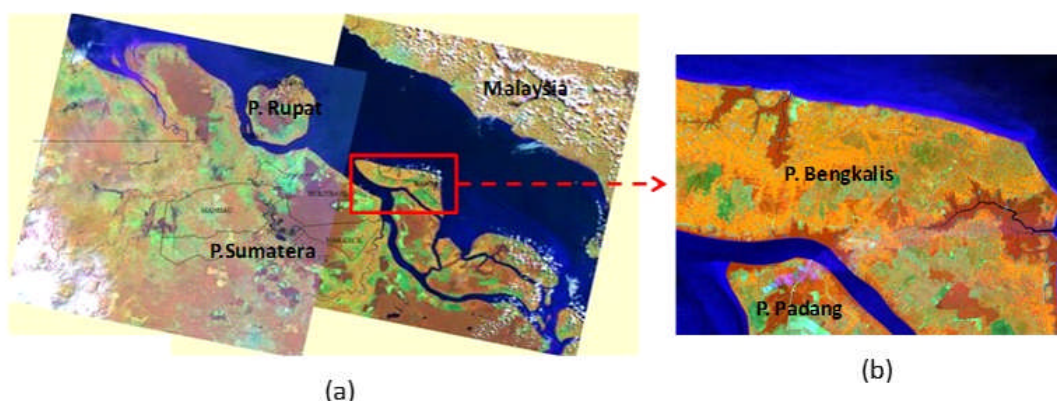 P. Rupat
Malaysia
P.Sumatera
P. Bengkalis
P. Padang
(a)
(b)